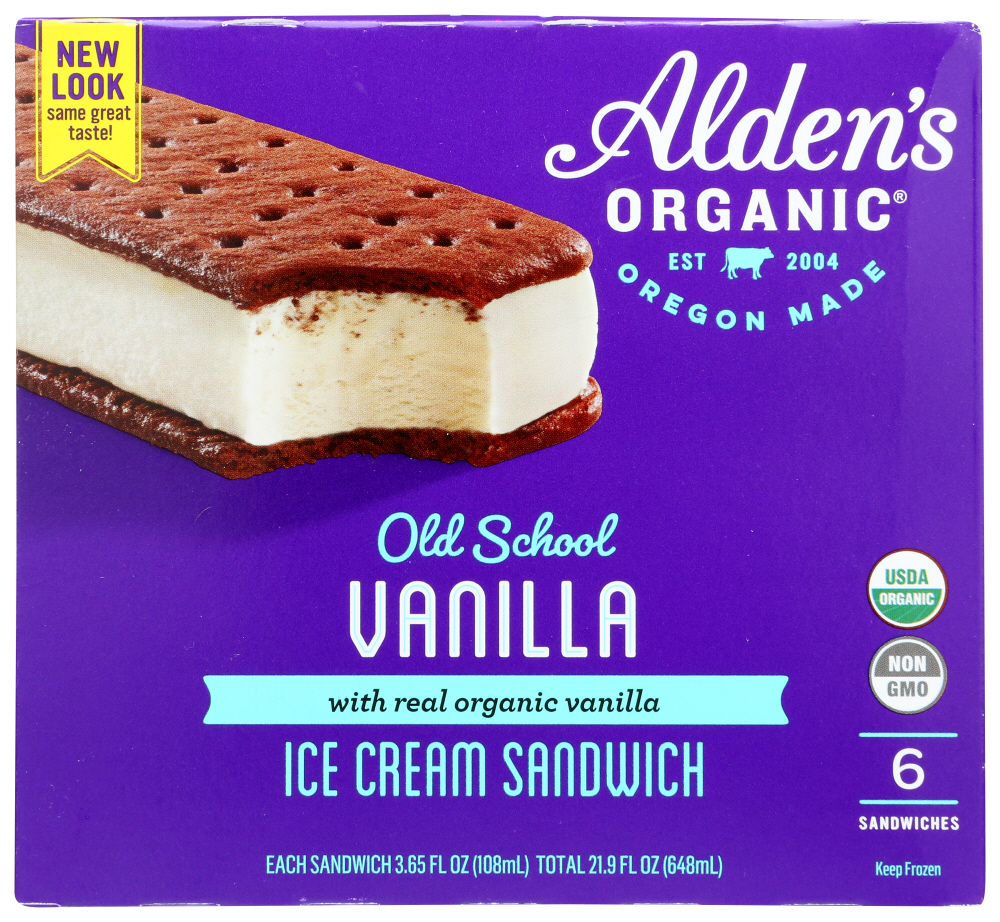 NEW
LOOK
same great
taste!
Alden's
ORGANIC®
EST 2004
OREGON MADE
Old School
VANILLA
with real organic vanilla
ICE CREAM SANDWICH
USDA
ORGANIC
NON
GMO
6
SANDWICHES
EACH SANDWICH 3.65 FL OZ (108mL) TOTAL 21.9 FL OZ (648mL)
Keep Frozen